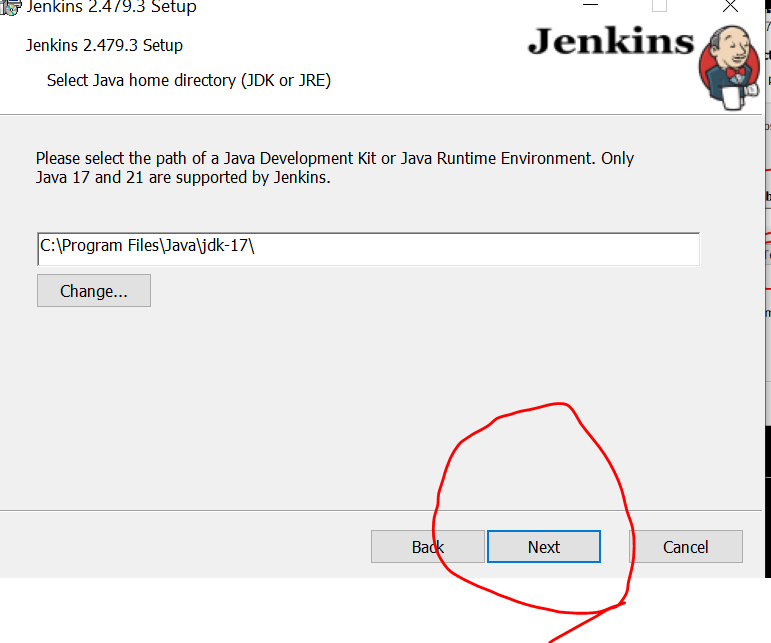 Jenkins 2.479.3 Setup
Jenkins 2.479.3 Setup
Jenkins
Select Java home directory (JDK or JRE)
Please select the path of a Java Development Kit or Java Runtime Environment. Only
Java 17 and 21 are supported by Jenkins.
C:\Program Files\Java\jdk-17\
Change...
Back Next Cancel